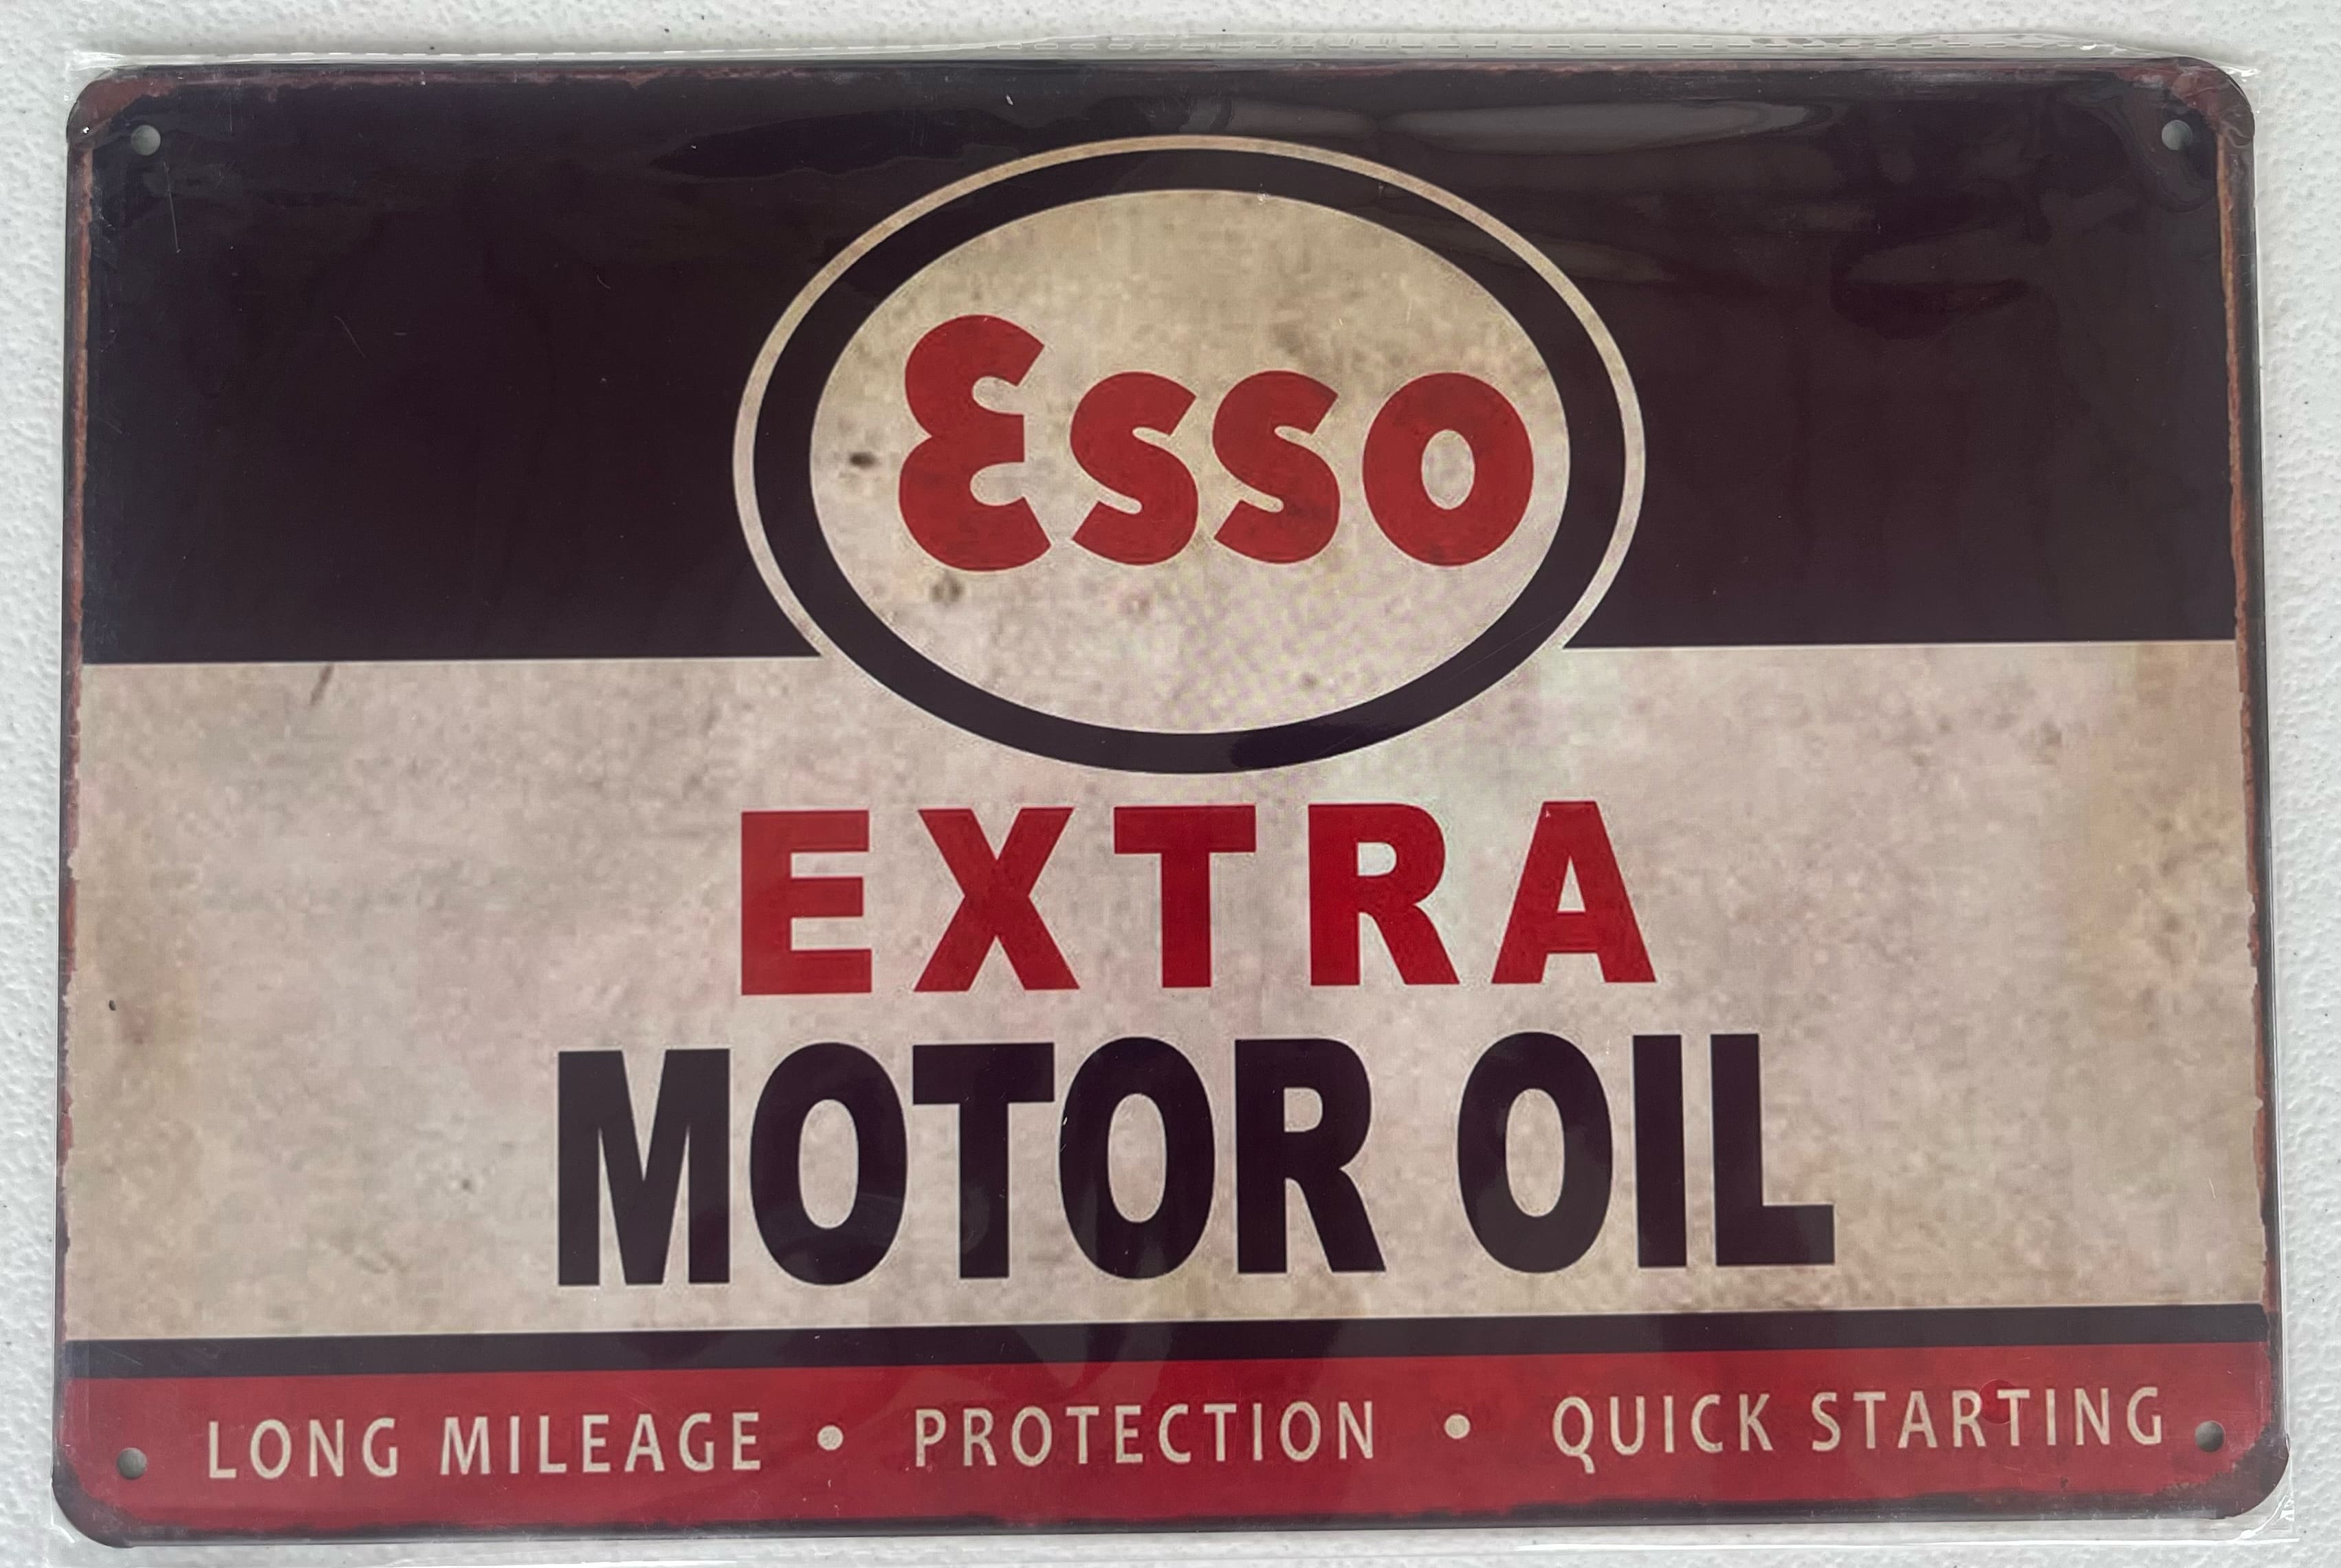 Esso
EXTRA
MOTOR OIL
LONG MILEAGE • PROTECTION • QUICK STARTING